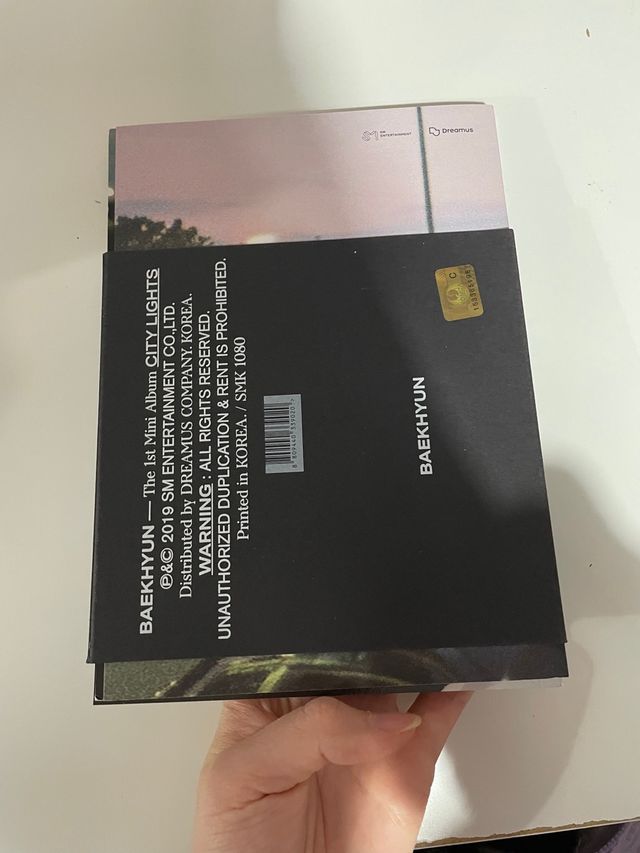 SM ENTERTAINMENT
Dreamus
BAEKHYUN — The 1st Mini Album CITY LIGHTS
℗&© 2019 SM ENTERTAINMENT CO.,LTD.
Distributed by DREAMUS COMPANY. KOREA.
WARNING : ALL RIGHTS RESERVED.
UNAUTHORIZED DUPLICATION & RENT IS PROHIBITED.
Printed in KOREA. / SMK 1080
BAEKHYUN